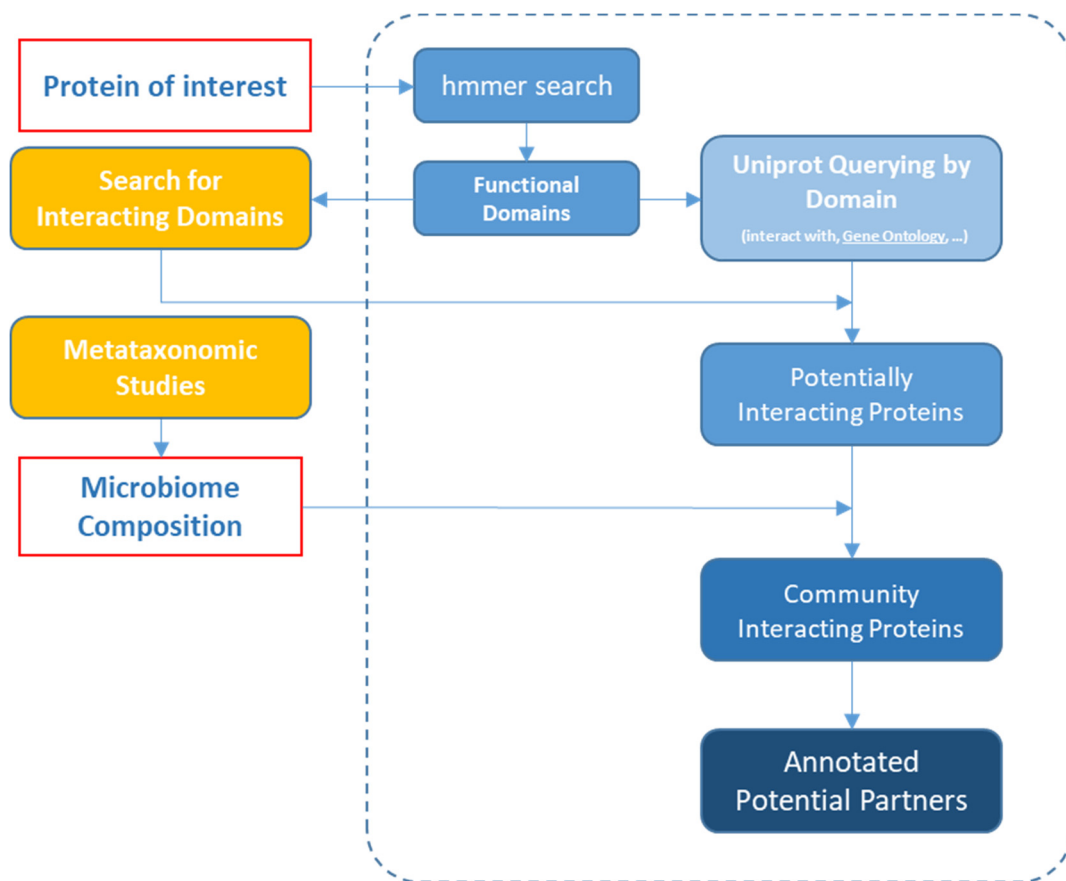 Protein of interest
hmmer search
Search for
Interacting Domains
Functional
Domains
Uniprot Querying by
Domain
(interact with, Gene Ontology, ...)
Metataxonomic
Studies
Potentially
Interacting Proteins
Microbiome
Composition
Community
Interacting Proteins
Annotated
Potential Partners